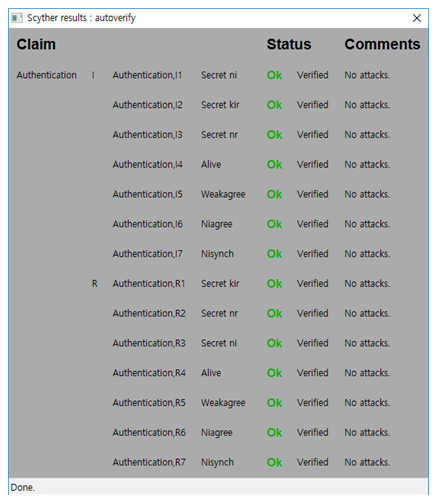 Scyther results : autoverify
Claim Status Comments
Authentication I Authentication,I1 Secret ni Ok Verified No attacks.
Authentication,I2 Secret kir Ok Verified No attacks.
Authentication,I3 Secret nr Ok Verified No attacks.
Authentication,I4 Alive Ok Verified No attacks.
Authentication,I5 Weakagree Ok Verified No attacks.
Authentication,I6 Niagree Ok Verified No attacks.
Authentication,I7 Nisynch Ok Verified No attacks.
R Authentication,R1 Secret kir Ok Verified No attacks.
Authentication,R2 Secret nr Ok Verified No attacks.
Authentication,R3 Secret ni Ok Verified No attacks.
Authentication,R4 Alive Ok Verified No attacks.
Authentication,R5 Weakagree Ok Verified No attacks.
Authentication,R6 Niagree Ok Verified No attacks.
Authentication,R7 Nisynch Ok Verified No attacks.
Done.